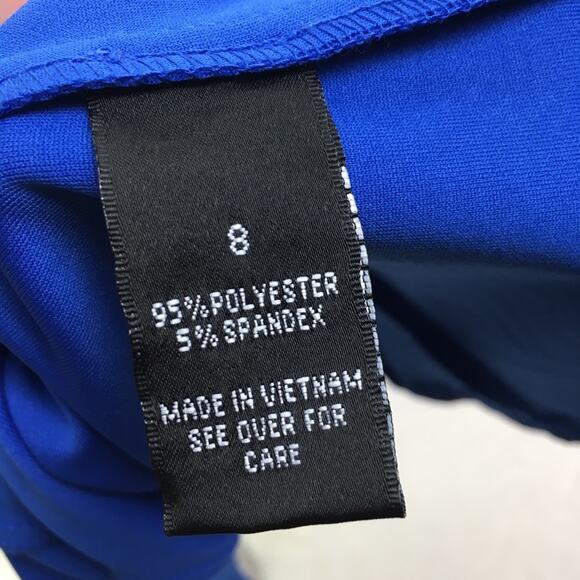 8
95%POLYESTER
5%SPANDEX
MADE IN VIETNAM
SEE OVER FOR
CARE